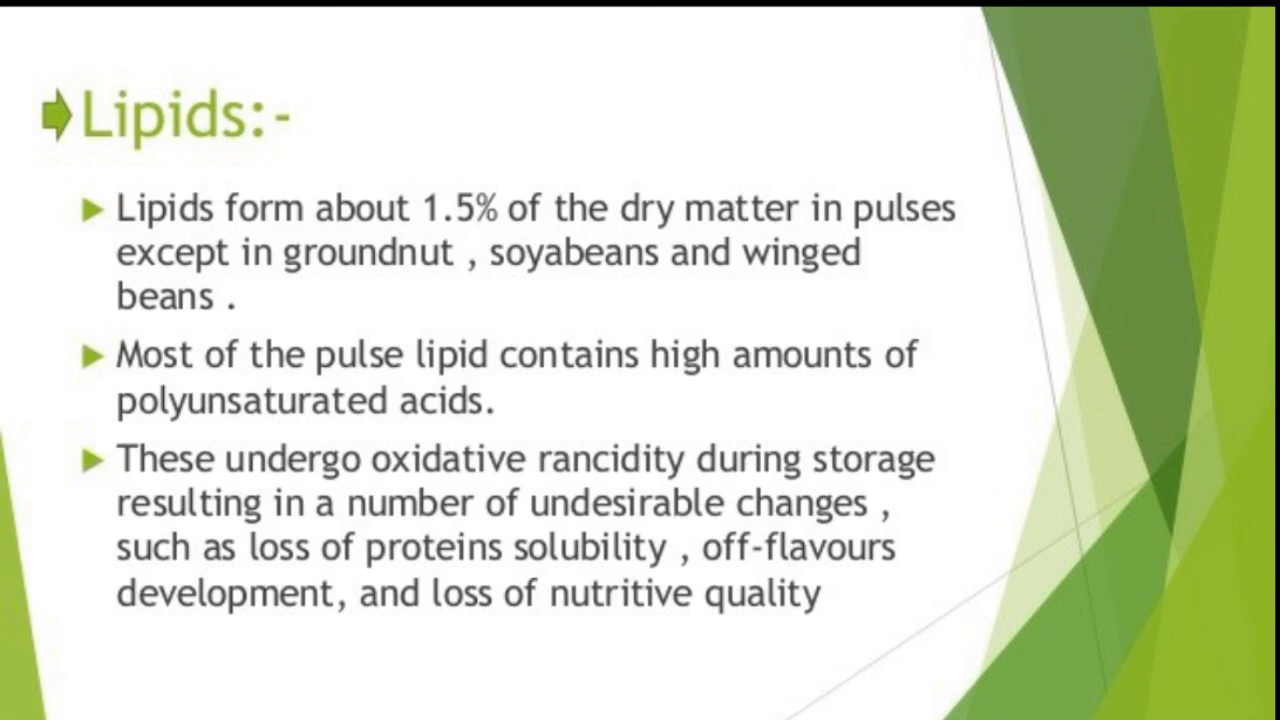 Lipids:-
Lipids form about 1.5% of the dry matter in pulses
except in groundnut , soyabeans and winged
beans .
Most of the pulse lipid contains high amounts of
polyunsaturated acids.
These undergo oxidative rancidity during storage
resulting in a number of undesirable changes ,
such as loss of proteins solubility , off-flavours
development, and loss of nutritive quality